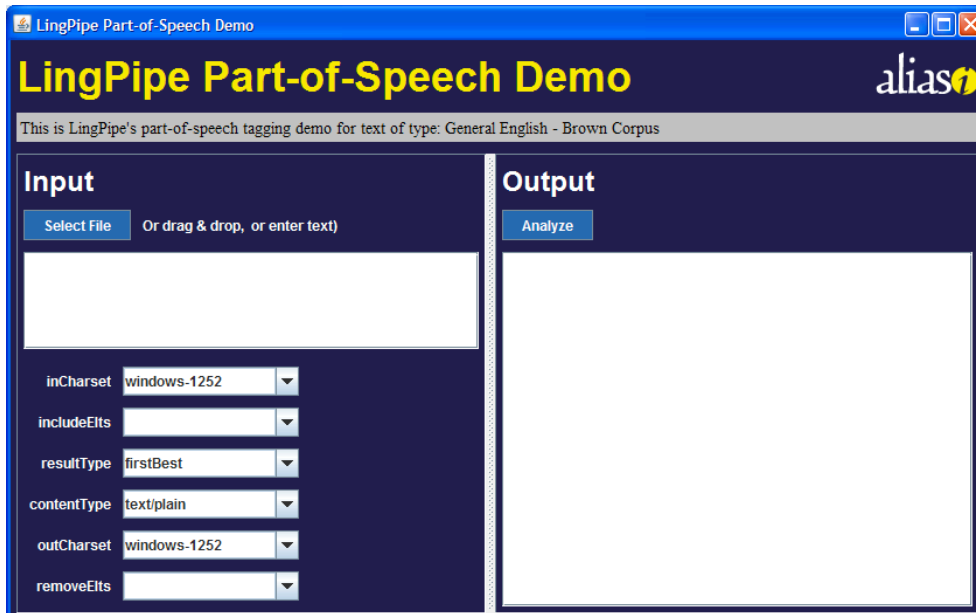 LingPipe Part-of-Speech Demo
LingPipe Part-of-Speech Demo
alias i
This is LingPipe's part-of-speech tagging demo for text of type: General English - Brown Corpus
Input
Select File Or drag & drop, or enter text)
inCharset windows-1252
includeElts
resultType firstBest
contentType text/plain
outCharset windows-1252
removeElts
Output
Analyze